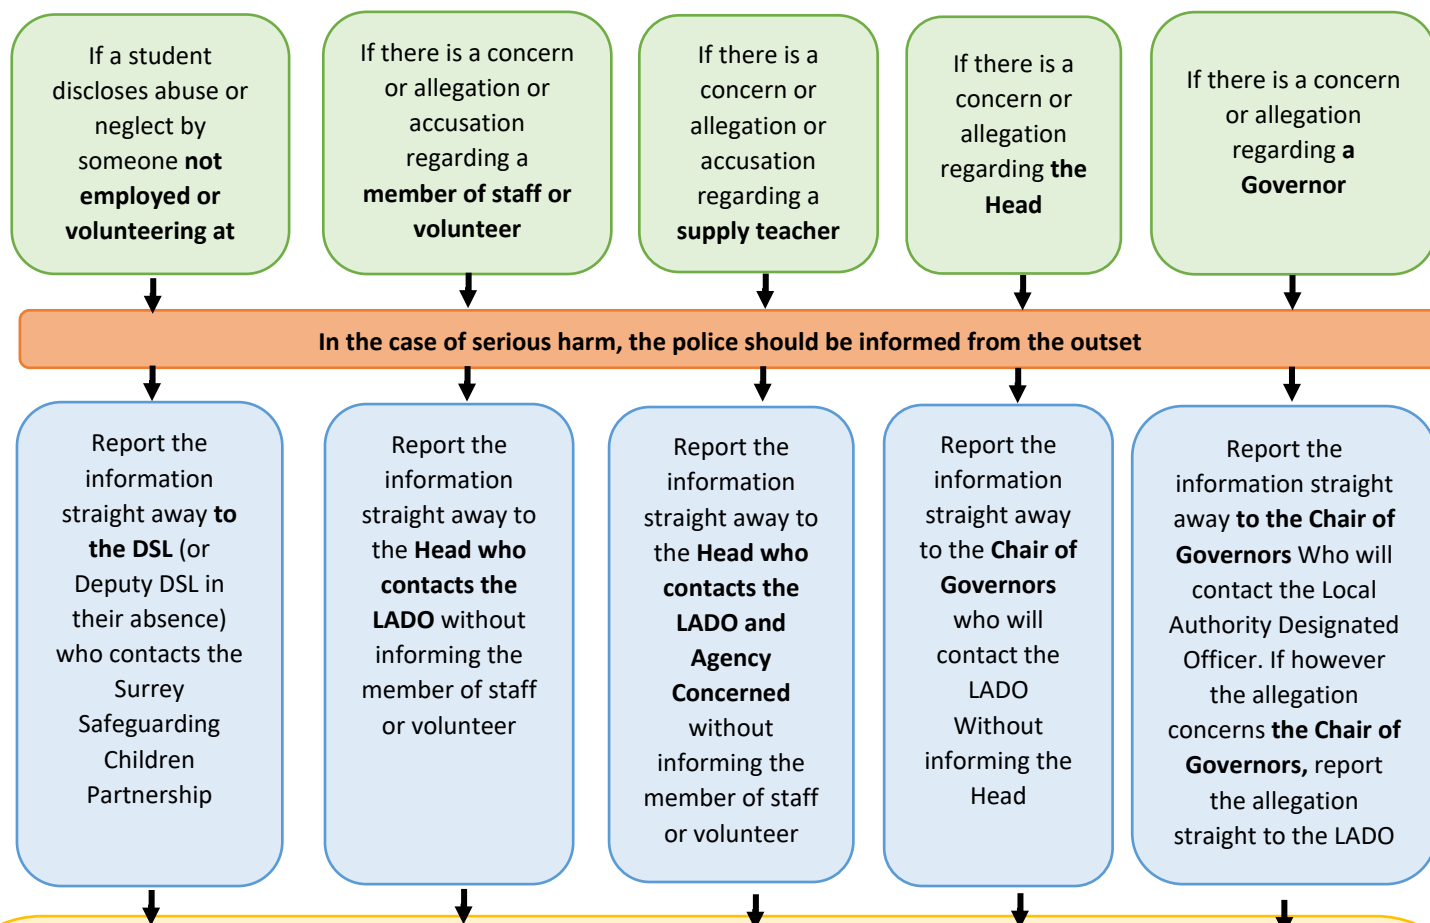 If a student
discloses abuse or
neglect by
someone not
employed or
volunteering at
If there is a concern
or allegation or
accusation
regarding a
member of staff or
volunteer
If there is a
concern or
allegation or
accusation
regarding a
supply teacher
If there is a
concern or
allegation
regarding the
Head
If there is a concern
or allegation
regarding a
Governor
In the case of serious harm, the police should be informed from the outset
Report the
information
straight away to
the DSL (or
Deputy DSL in
their absence)
who contacts the
Surrey
Safeguarding
Children
Partnership
Report the
information
straight away to
the Head who
contacts the
LADO without
informing the
member of staff
or volunteer
Report the
information
straight away to
the Head who
contacts the
LADO and
Agency
Concerned
without
informing the
member of staff
or volunteer
Report the
information
straight away
to the Chair of
Governors
who will
contact the
LADO
Without
informing the
Head
Report the
information straight
away to the Chair of
Governors Who will
contact the Local
Authority Designated
Officer. If however
the allegation
concerns the Chair of
Governors, report
the allegation
straight to the LADO